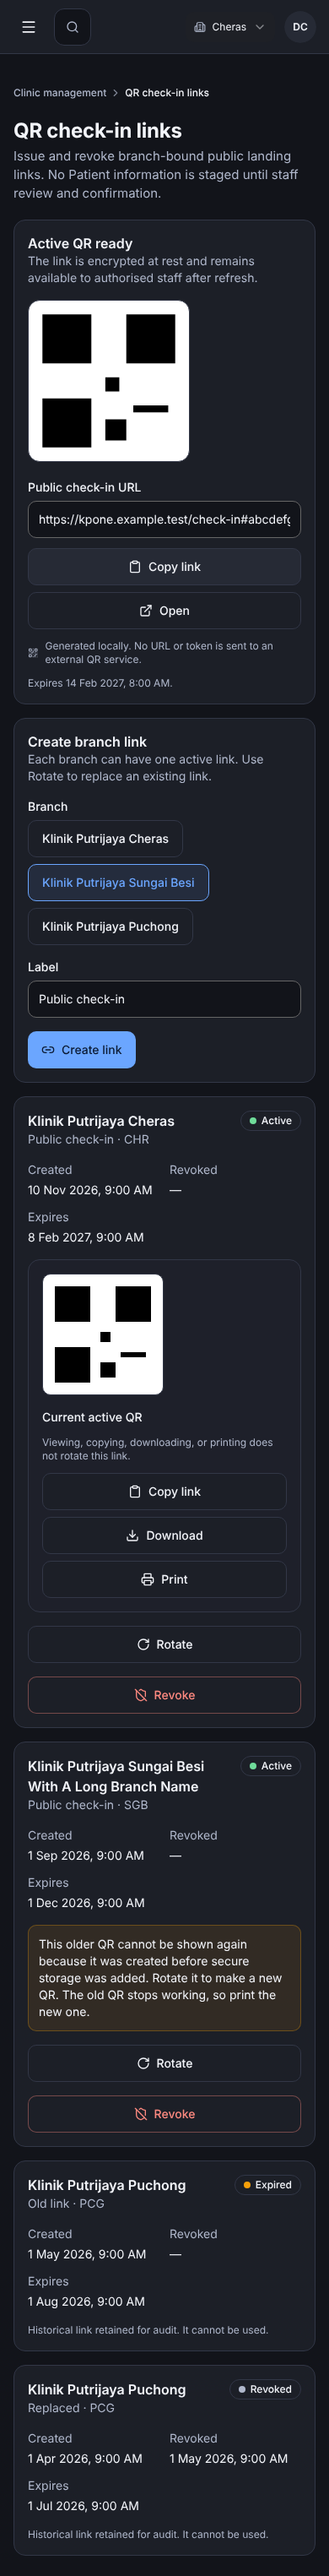 Cheras
DC
Clinic management > QR check-in links
QR check-in links
Issue and revoke branch-bound public landing
links. No Patient information is staged until staff
review and confirmation.
Active QR ready
The link is encrypted at rest and remains
available to authorised staff after refresh.
Public check-in URL
https://kpone.example.test/check-in#abcdefg
Copy link
Open
Generated locally. No URL or token is sent to an
external QR service.
Expires 14 Feb 2027, 8:00 AM.
Create branch link
Each branch can have one active link. Use
Rotate to replace an existing link.
Branch
Klinik Putrijaya Cheras
Klinik Putrijaya Sungai Besi
Klinik Putrijaya Puchong
Label
Public check-in
Create link
Klinik Putrijaya Cheras
Active
Public check-in · CHR
Created Revoked
10 Nov 2026, 9:00 AM —
Expires
8 Feb 2027, 9:00 AM
Current active QR
Viewing, copying, downloading, or printing does
not rotate this link.
Copy link
Download
Print
Rotate
Revoke
Klinik Putrijaya Sungai Besi
With A Long Branch Name
Active
Public check-in · SGB
Created Revoked
1 Sep 2026, 9:00 AM —
Expires
1 Dec 2026, 9:00 AM
This older QR cannot be shown again
because it was created before secure
storage was added. Rotate it to make a new
QR. The old QR stops working, so print the
new one.
Rotate
Revoke
Klinik Putrijaya Puchong
Expired
Old link · PCG
Created Revoked
1 May 2026, 9:00 AM —
Expires
1 Aug 2026, 9:00 AM
Historical link retained for audit. It cannot be used.
Klinik Putrijaya Puchong
Revoked
Replaced · PCG
Created Revoked
1 Apr 2026, 9:00 AM 1 May 2026, 9:00 AM
Expires
1 Jul 2026, 9:00 AM
Historical link retained for audit. It cannot be used.